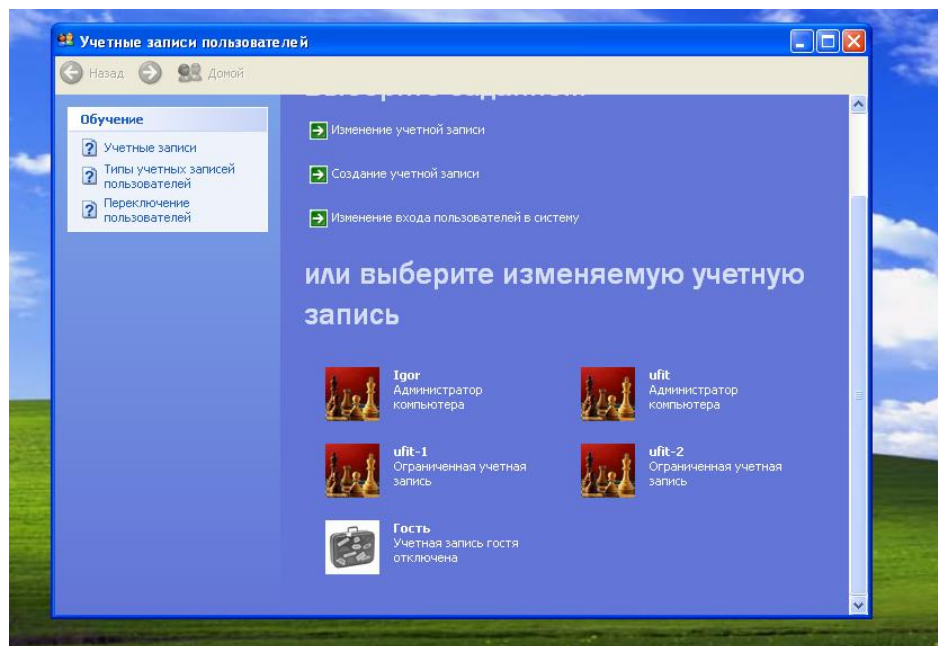 Учетные записи пользователей
Назад
Домой
Обучение
Учетные записи
Типы учетных записей
пользователей
Переключение
пользователей
Изменение учетной записи
Создание учетной записи
Изменение входа пользователей в систему
или выберите изменяемую учетную
запись
Igor
Администратор
компьютера
ufit
Администратор
компьютера
ufit-1
Ограниченная учетная
запись
ufit-2
Ограниченная учетная
запись
Гость
Учетная запись гостя
отключена